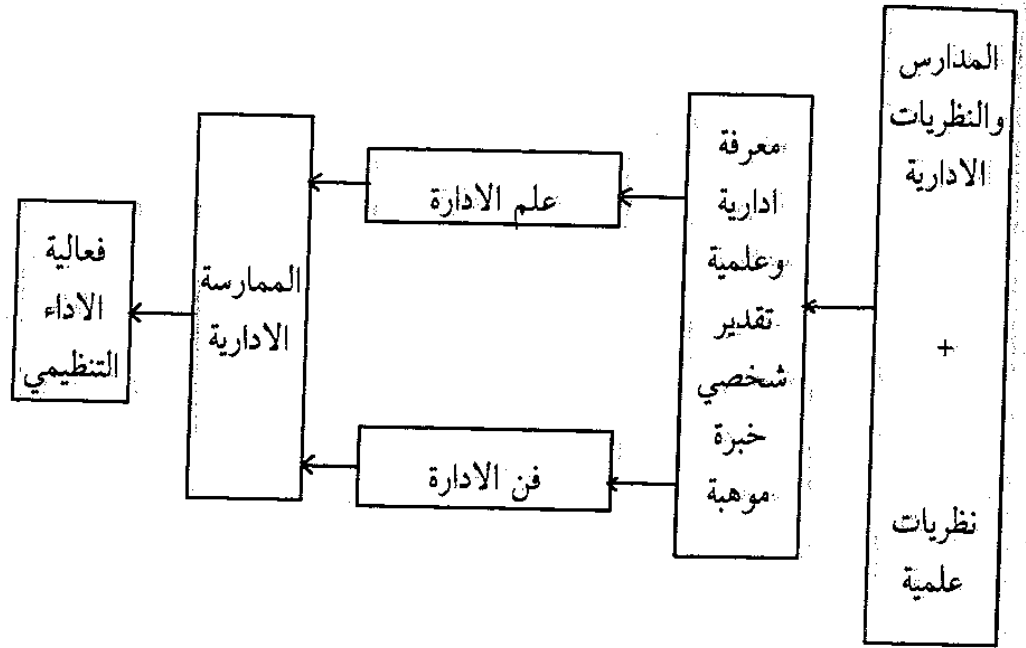 المدارس
والنظريات
الادارية
+
نظريات
علمية
معرفة
ادارية
وعلمية
تقدير
شخصي
خبرة
موهبة
علم الادارة
فن الادارة
الممارسة
الادارية
فعالية
الاداء
التنظيمي